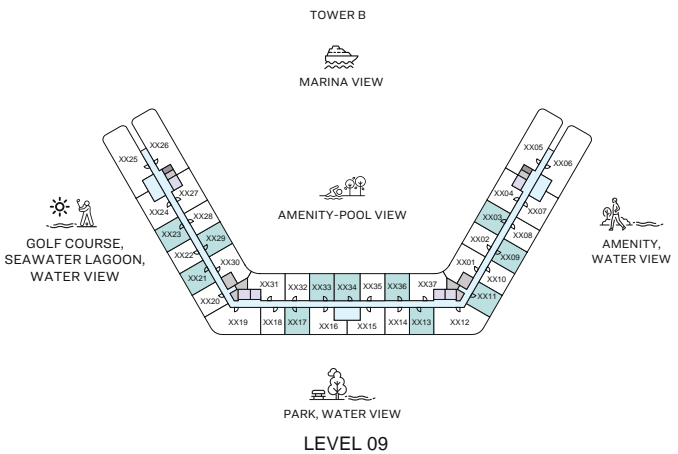 TOWER B
MARINA VIEW
XX26
XX25
XX05
XX06
XX27
XX04
XX24
XX28
XX03
XX07
XX23
XX29
XX02
XX08
AMENITY-POOL VIEW
GOLF COURSE,
SEAWATER LAGOON,
WATER VIEW
AMENITY,
WATER VIEW
XX22
XX30
XX01
XX09
XX21
XX31
XX32
XX33
XX34
XX35
XX36
XX37
XX10
XX20
XX11
XX19
XX18
XX17
XX16
XX15
XX14
XX13
XX12
PARK, WATER VIEW
LEVEL 09